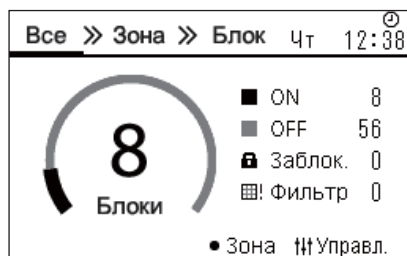 Все >> Зона >> Блок Чт 12:38
ON 8
OFF 56
Заблок. 0
! Фильтр 0
8
Блоки
• Зона Управл.